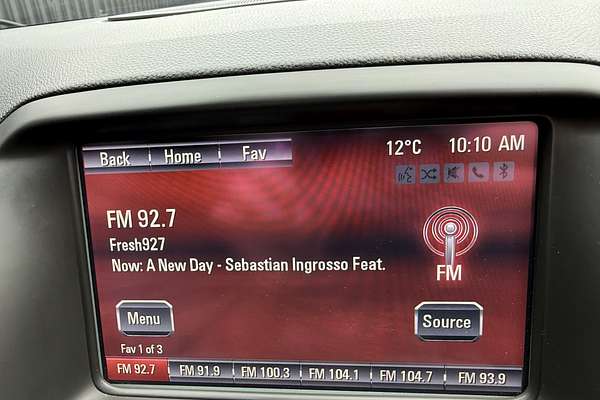 Back Home Fav 12°C 10:10 AM
FM 92.7
Fresh927
Now: A New Day - Sebastian Ingrosso Feat.
FM
Menu Source
Fav 1 of 3
FM 92.7 FM 91.9 FM 100.3 FM 104.1 FM 104.7 FM 93.9